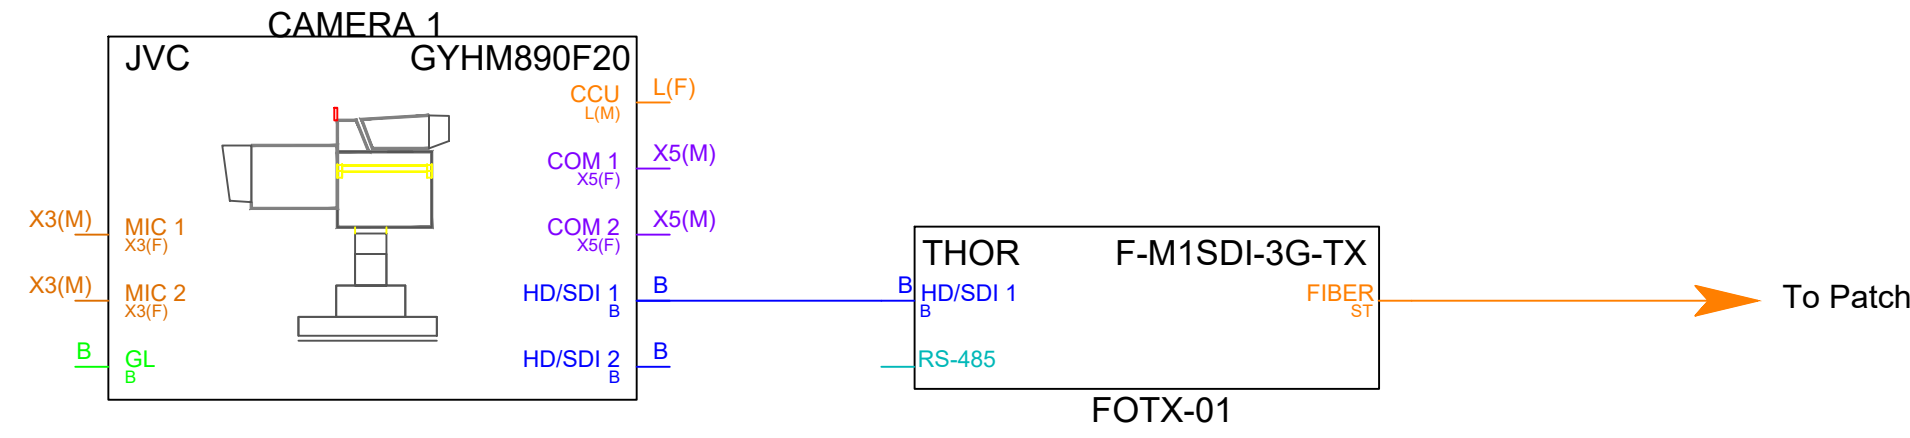 CAMERA 1
JVC GYHM890F20
CCU L(F)
L(M)
COM 1 X5(M)
X5(F)
X3(M) MIC 1 COM 2 X5(M)
X3(F) X5(F)
X3(M) MIC 2 HD/SDI 1 B
X3(F) B
B GL HD/SDI 2 B
B B
THOR F-M1SDI-3G-TX
B HD/SDI 1 FIBER
B ST
RS-485
FOTX-01
To Patch